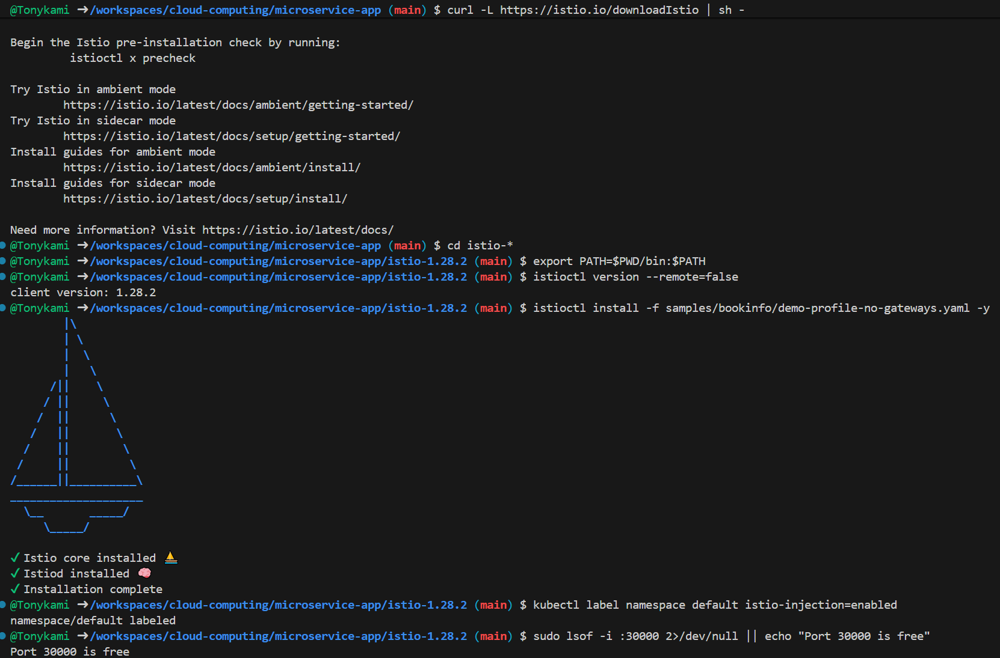 @Tonykami ➜/workspaces/cloud-computing/microservice-app (main) $ curl -L https://istio.io/downloadIstio | sh -
Begin the Istio pre-installation check by running:
         istioctl x precheck
Try Istio in ambient mode
        https://istio.io/latest/docs/ambient/getting-started/
Try Istio in sidecar mode
        https://istio.io/latest/docs/setup/getting-started/
Install guides for ambient mode
        https://istio.io/latest/docs/ambient/install/
Install guides for sidecar mode
        https://istio.io/latest/docs/setup/install/
Need more information? Visit https://istio.io/latest/docs/
@Tonykami ➜/workspaces/cloud-computing/microservice-app (main) $ cd istio-*
@Tonykami ➜/workspaces/cloud-computing/microservice-app/istio-1.28.2 (main) $ export PATH=$PWD/bin:$PATH
@Tonykami ➜/workspaces/cloud-computing/microservice-app/istio-1.28.2 (main) $ istioctl version --remote=false
client version: 1.28.2
@Tonykami ➜/workspaces/cloud-computing/microservice-app/istio-1.28.2 (main) $ istioctl install -f samples/bookinfo/demo-profile-no-gateways.yaml -y
        |\
        | \
        |  \
        |   \
      /||    \
     / ||     \
    /  ||      \
   /   ||       \
  /    ||        \
 /     ||         \
/______||__________\
____________________
  \__       _____/
     \_____/
✔ Istio core installed ⛵
✔ Istiod installed 🧠
✔ Installation complete
@Tonykami ➜/workspaces/cloud-computing/microservice-app/istio-1.28.2 (main) $ kubectl label namespace default istio-injection=enabled
namespace/default labeled
@Tonykami ➜/workspaces/cloud-computing/microservice-app/istio-1.28.2 (main) $ sudo lsof -i :30000 2>/dev/null || echo "Port 30000 is free"
Port 30000 is free